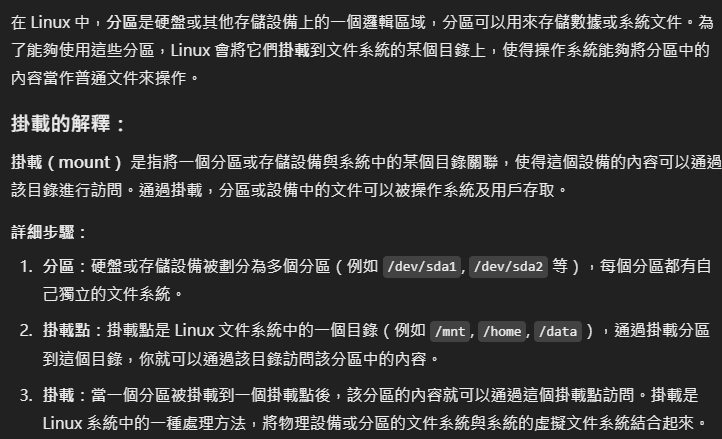 在 Linux 中，分區是硬盤或其他存儲設備上的一個邏輯區域，分區可以用來存儲數據或系統文件。為
了能夠使用這些分區，Linux 會將它們掛載到文件系統的某個目錄上，使得操作系統能夠將分區中的
內容當作普通文件來操作。
掛載的解釋：
掛載（mount） 是指將一個分區或存儲設備與系統中的某個目錄關聯，使得這個設備的內容可以通過
該目錄進行訪問。通過掛載，分區或設備中的文件可以被操作系統及用戶存取。
詳細步驟：
1. 分區：硬盤或存儲設備被劃分為多個分區（例如 /dev/sda1, /dev/sda2 等），每個分區都有自
己獨立的文件系統。
2. 掛載點：掛載點是 Linux 文件系統中的一個目錄（例如 /mnt, /home, /data ），通過掛載分區
到這個目錄，你就可以通過該目錄訪問該分區中的內容。
3. 掛載：當一個分區被掛載到一個掛載點後，該分區的內容就可以通過這個掛載點訪問。掛載是
Linux 系統中的一種處理方法，將物理設備或分區的文件系統與系統的虛擬文件系統結合起來。